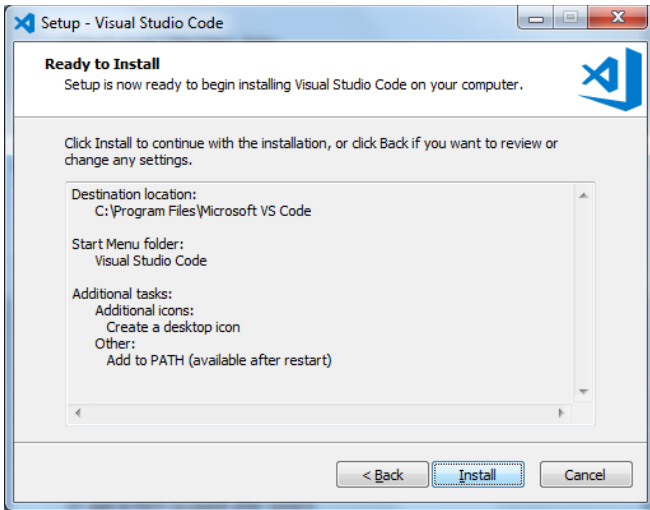 Setup - Visual Studio Code
Ready to Install
Setup is now ready to begin installing Visual Studio Code on your computer.
Click Install to continue with the installation, or click Back if you want to review or
change any settings.
Destination location:
C:\Program Files\Microsoft VS Code
Start Menu folder:
Visual Studio Code
Additional tasks:
Additional icons:
Create a desktop icon
Other:
Add to PATH (available after restart)
< Back
Install
Cancel